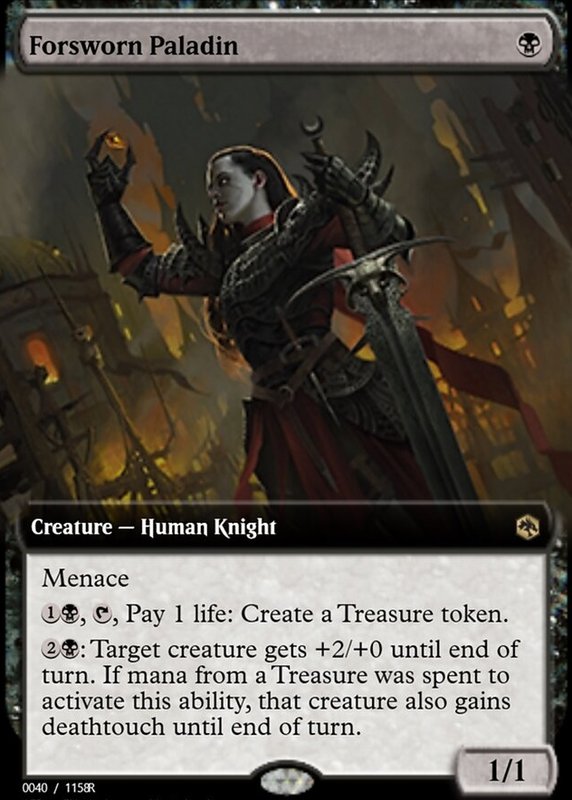 Forsworn Paladin
Creature — Human Knight
Menace
1, Pay 1 life: Create a Treasure token.
2: Target creature gets +2/+0 until end of
turn. If mana from a Treasure was spent to
activate this ability, that creature also gains
deathtouch until end of turn.
1/1
0040 / 1158R